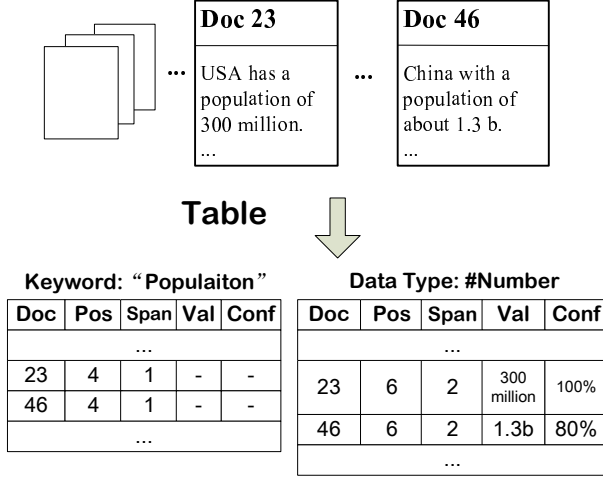 Doc 23
Doc 46
...
USA has a
population of
300 million.
...
...
China with a
population of
about 1.3 b.
...
Table
Keyword: “Populaiton”
Doc Pos Span Val Conf
...
23 4 1 - -
46 4 1 - -
...
Data Type: #Number
Doc Pos Span Val Conf
...
23 6 2 300 million 100%
46 6 2 1.3b 80%
...